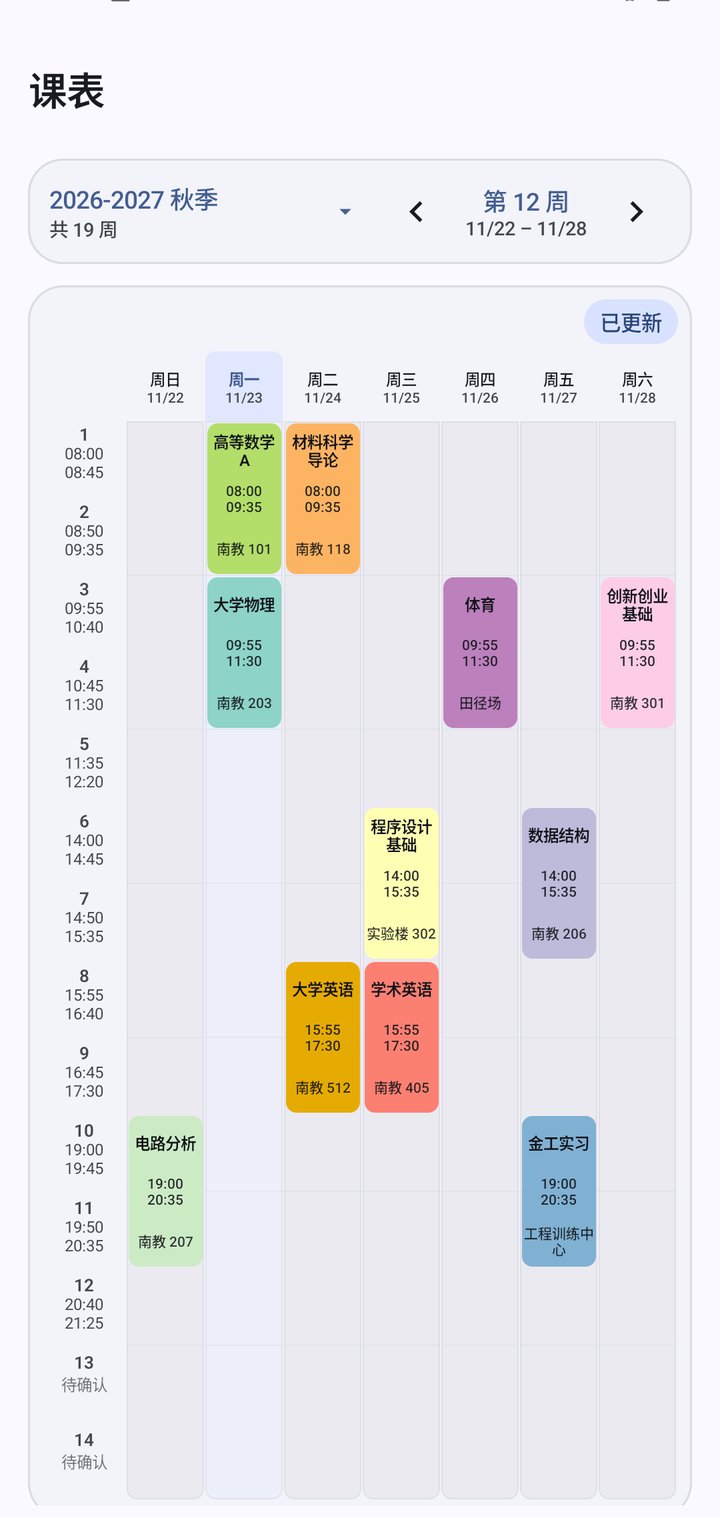 课表
2026-2027 秋季
共 19 周
第 12 周
11/22 – 11/28
已更新
周日
11/22
周一
11/23
周二
11/24
周三
11/25
周四
11/26
周五
11/27
周六
11/28
1
08:00
08:45
2
08:50
09:35
3
09:55
10:40
4
10:45
11:30
5
11:35
12:20
6
14:00
14:45
7
14:50
15:35
8
15:55
16:40
9
16:45
17:30
10
19:00
19:45
11
19:50
20:35
12
20:40
21:25
13
待确认
14
待确认
电路分析
19:00
20:35
南教 207
高等数学
A
08:00
09:35
南教 101
大学物理
09:55
11:30
南教 203
材料科学
导论
08:00
09:35
南教 118
大学英语
15:55
17:30
南教 512
程序设计
基础
14:00
15:35
实验楼 302
学术英语
15:55
17:30
南教 405
体育
09:55
11:30
田径场
数据结构
14:00
15:35
南教 206
金工实习
19:00
20:35
工程训练中
心
创新创业
基础
09:55
11:30
南教 301